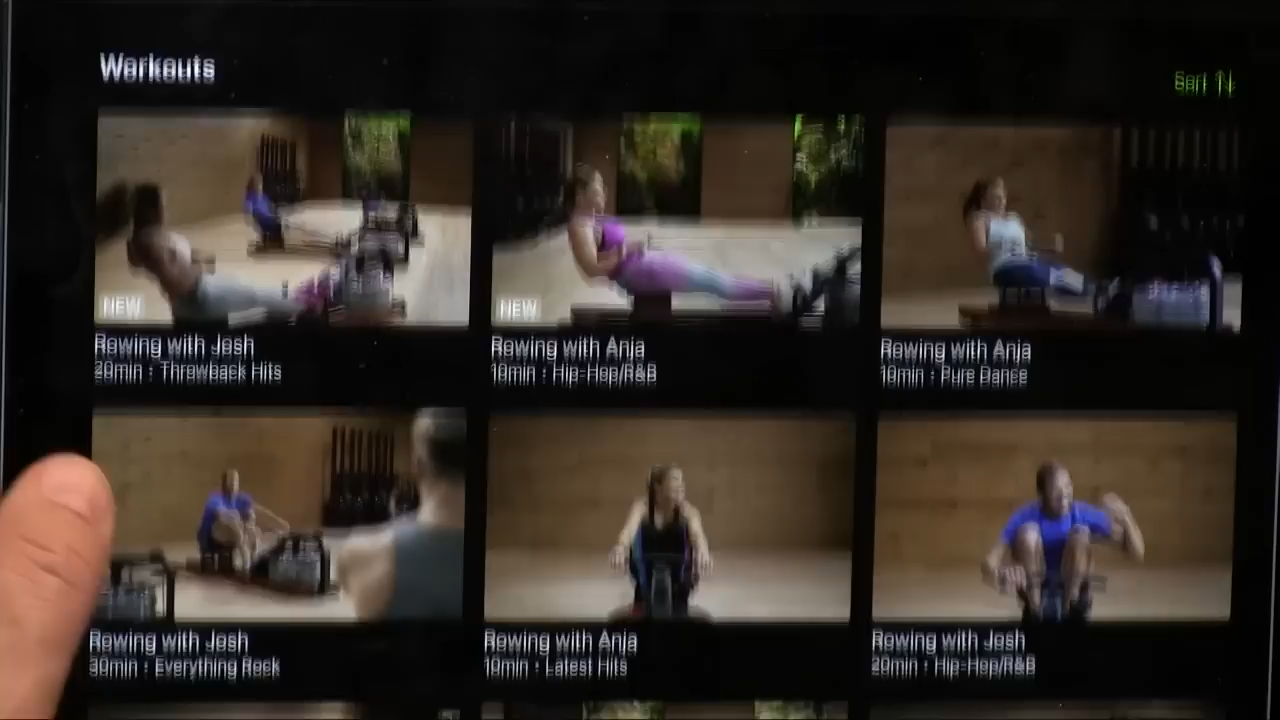 Workouts
Sort
NEW
NEW
Rowing with Josh
20min · Throwback Hits
Rowing with Anja
10min · Hip-Hop/R&B
Rowing with Anja
10min · Pure Dance
Rowing with Josh
30min · Everything Rock
Rowing with Anja
10min · Latest Hits
Rowing with Josh
20min · Hip-Hop/R&B